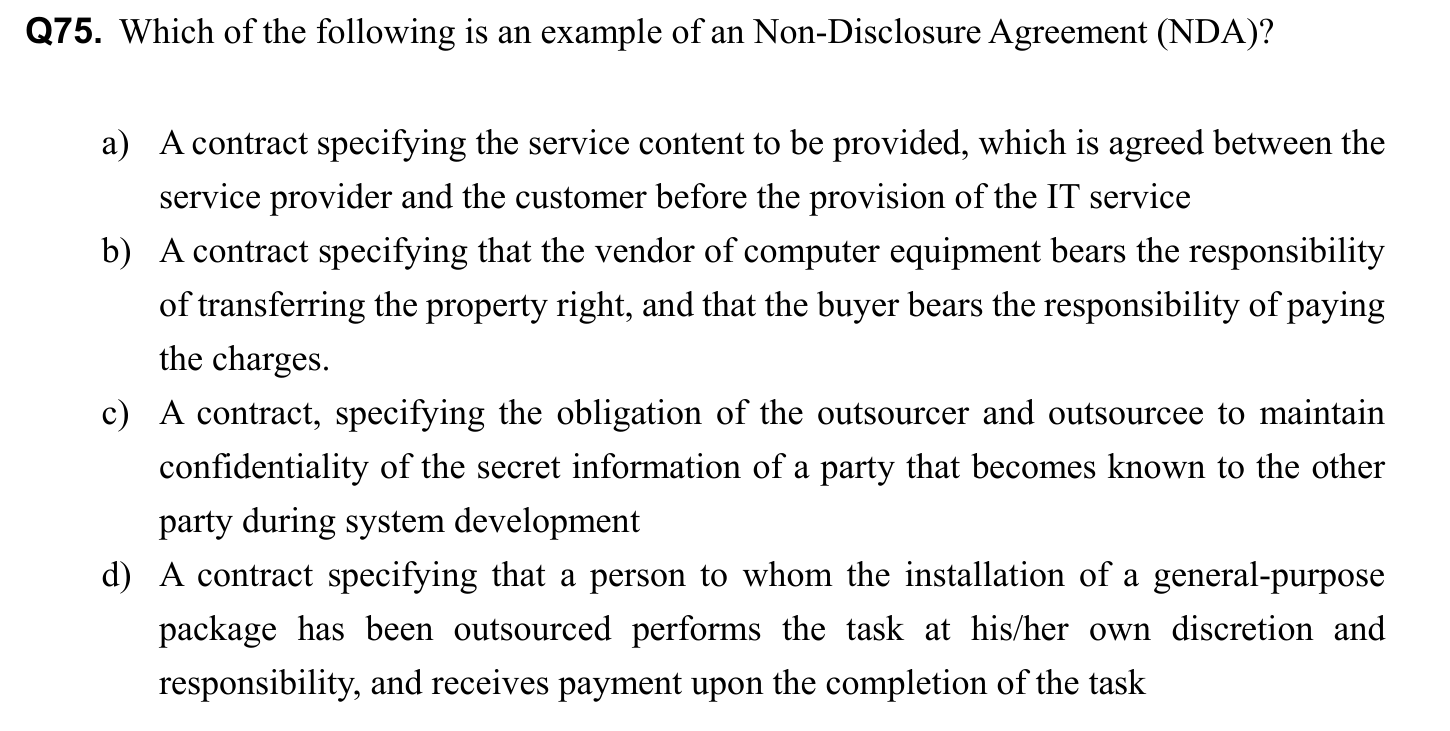 Q75. Which of the following is an example of an Non-Disclosure Agreement (NDA)?
a) A contract specifying the service content to be provided, which is agreed between the
service provider and the customer before the provision of the IT service
b) A contract specifying that the vendor of computer equipment bears the responsibility
of transferring the property right, and that the buyer bears the responsibility of paying
the charges.
c) A contract, specifying the obligation of the outsourcer and outsourcee to maintain
confidentiality of the secret information of a party that becomes known to the other
party during system development
d) A contract specifying that a person to whom the installation of a general-purpose
package has been outsourced performs the task at his/her own discretion and
responsibility, and receives payment upon the completion of the task